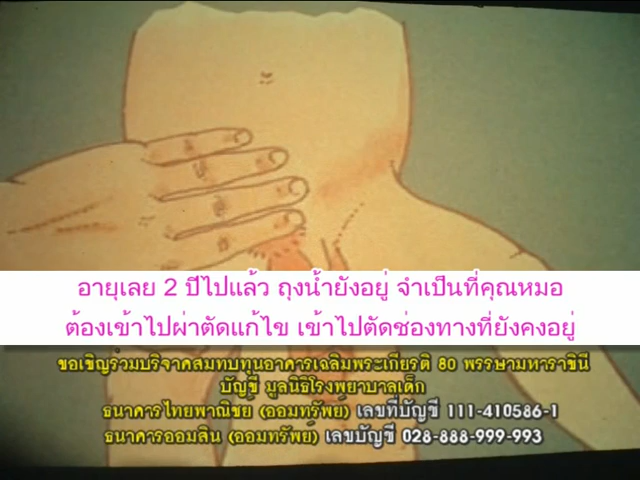 อายุเลย 2 ปีไปแล้ว ถุงน้ำยังอยู่ จำเป็นที่คุณหมอ
ต้องเข้าไปผ่าตัดแก้ไข เข้าไปตัดช่องทางที่ยังคงอยู่
ขอเชิญร่วมบริจาคสมทบทุนอาคารเฉลิมพระเกียรติ 80 พรรษามหาราชินี
บัญชี มูลนิธิโรงพยาบาลเด็ก
ธนาคารไทยพาณิชย์ (ออมทรัพย์) เลขที่บัญชี 111-410586-1
ธนาคารออมสิน (ออมทรัพย์) เลขบัญชี 028-888-999-993